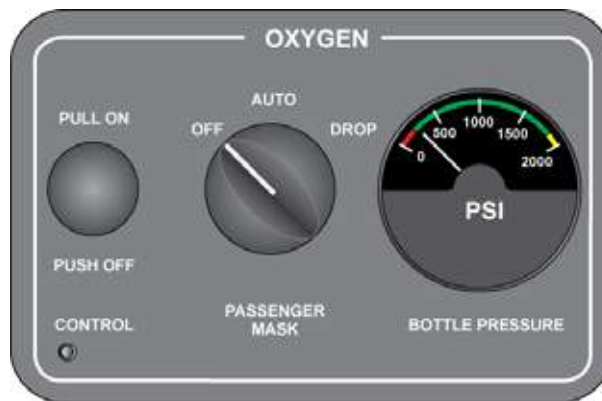 OXYGEN
PULL ON
PUSH OFF
CONTROL
OFF
AUTO
DROP
PASSENGER
MASK
0
500
1000
1500
2000
PSI
BOTTLE PRESSURE